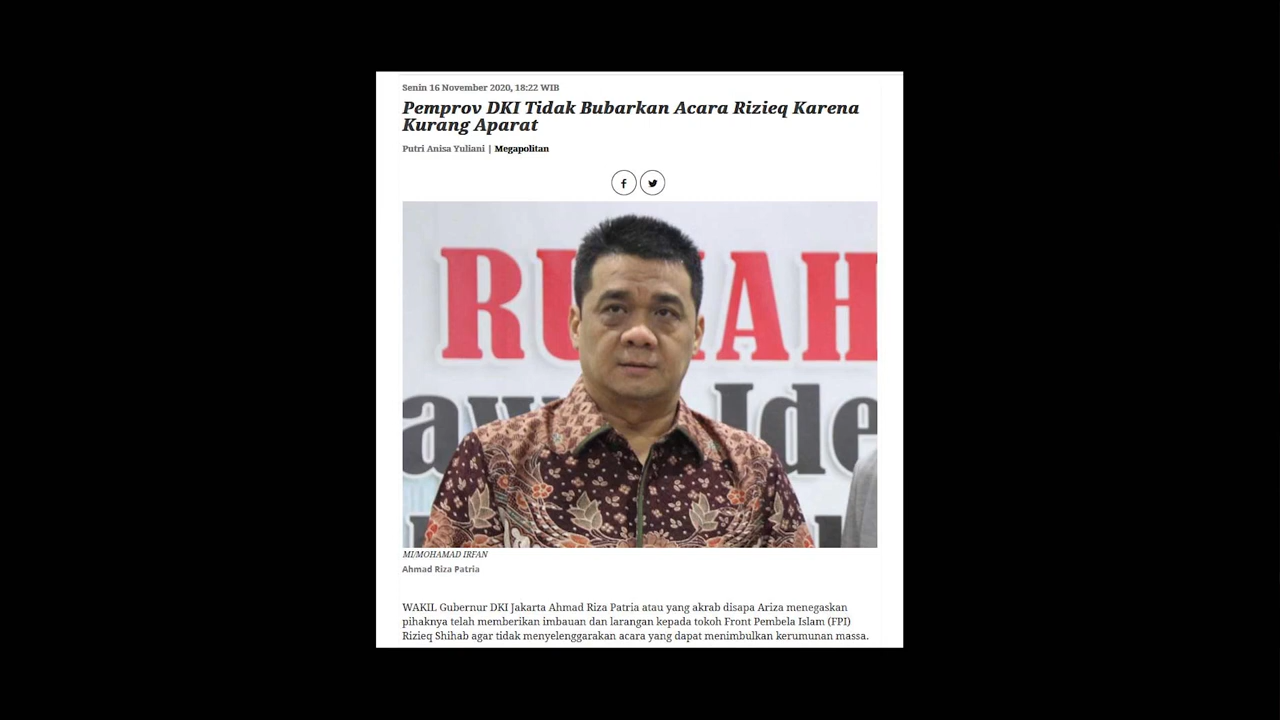 Senin 16 November 2020, 18:22 WIB
Pemprov DKI Tidak Bubarkan Acara Rizieq Karena
Kurang Aparat
Putri Anisa Yuliani | Megapolitan
MI/MOHAMAD IRFAN
Ahmad Riza Patria
WAKIL Gubernur DKI Jakarta Ahmad Riza Patria atau yang akrab disapa Ariza menegaskan
pihaknya telah memberikan imbauan dan larangan kepada tokoh Front Pembela Islam (FPI)
Rizieq Shihab agar tidak menyelenggarakan acara yang dapat menimbulkan kerumunan massa.